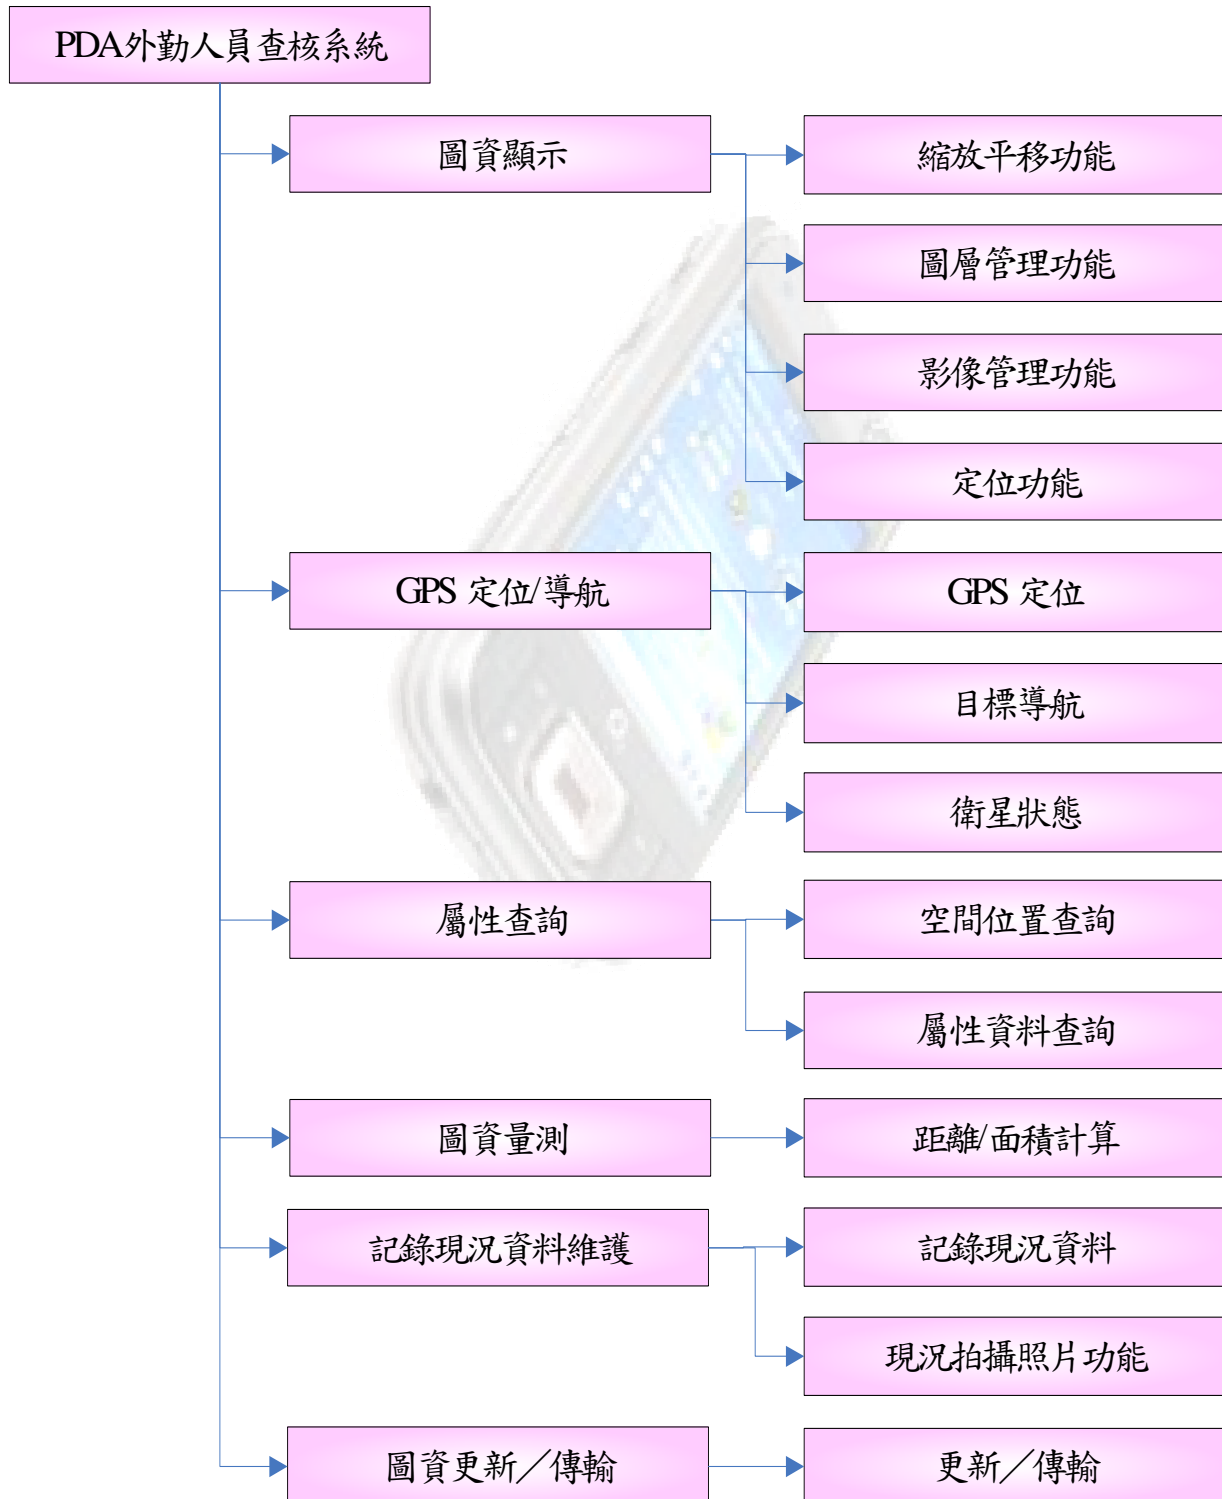 PDA外勤人員查核系統
圖資顯示
縮放平移功能
圖層管理功能
影像管理功能
定位功能
GPS 定位/導航
GPS 定位
目標導航
衛星狀態
屬性查詢
空間位置查詢
屬性資料查詢
圖資量測
距離/面積計算
記錄現況資料維護
記錄現況資料
現況拍攝照片功能
圖資更新／傳輸
更新／傳輸